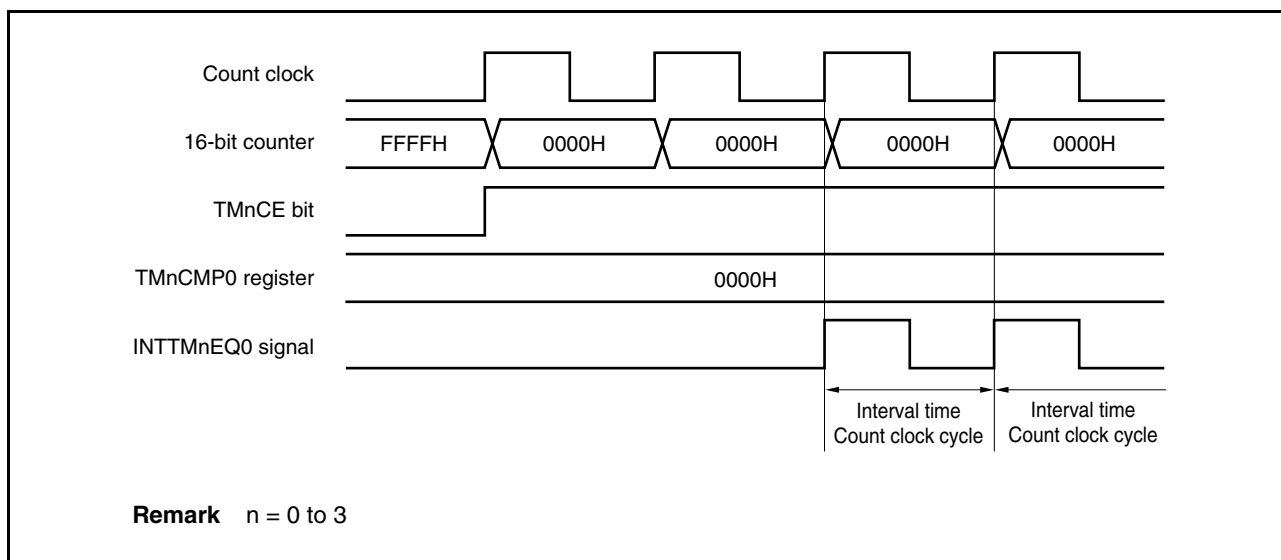 Count clock
16-bit counter
FFFFH
0000H
0000H
0000H
0000H
TMnCE bit
TMnCMP0 register
0000H
INTTMnEQ0 signal
Interval time
Count clock cycle
Interval time
Count clock cycle
Remark n = 0 to 3